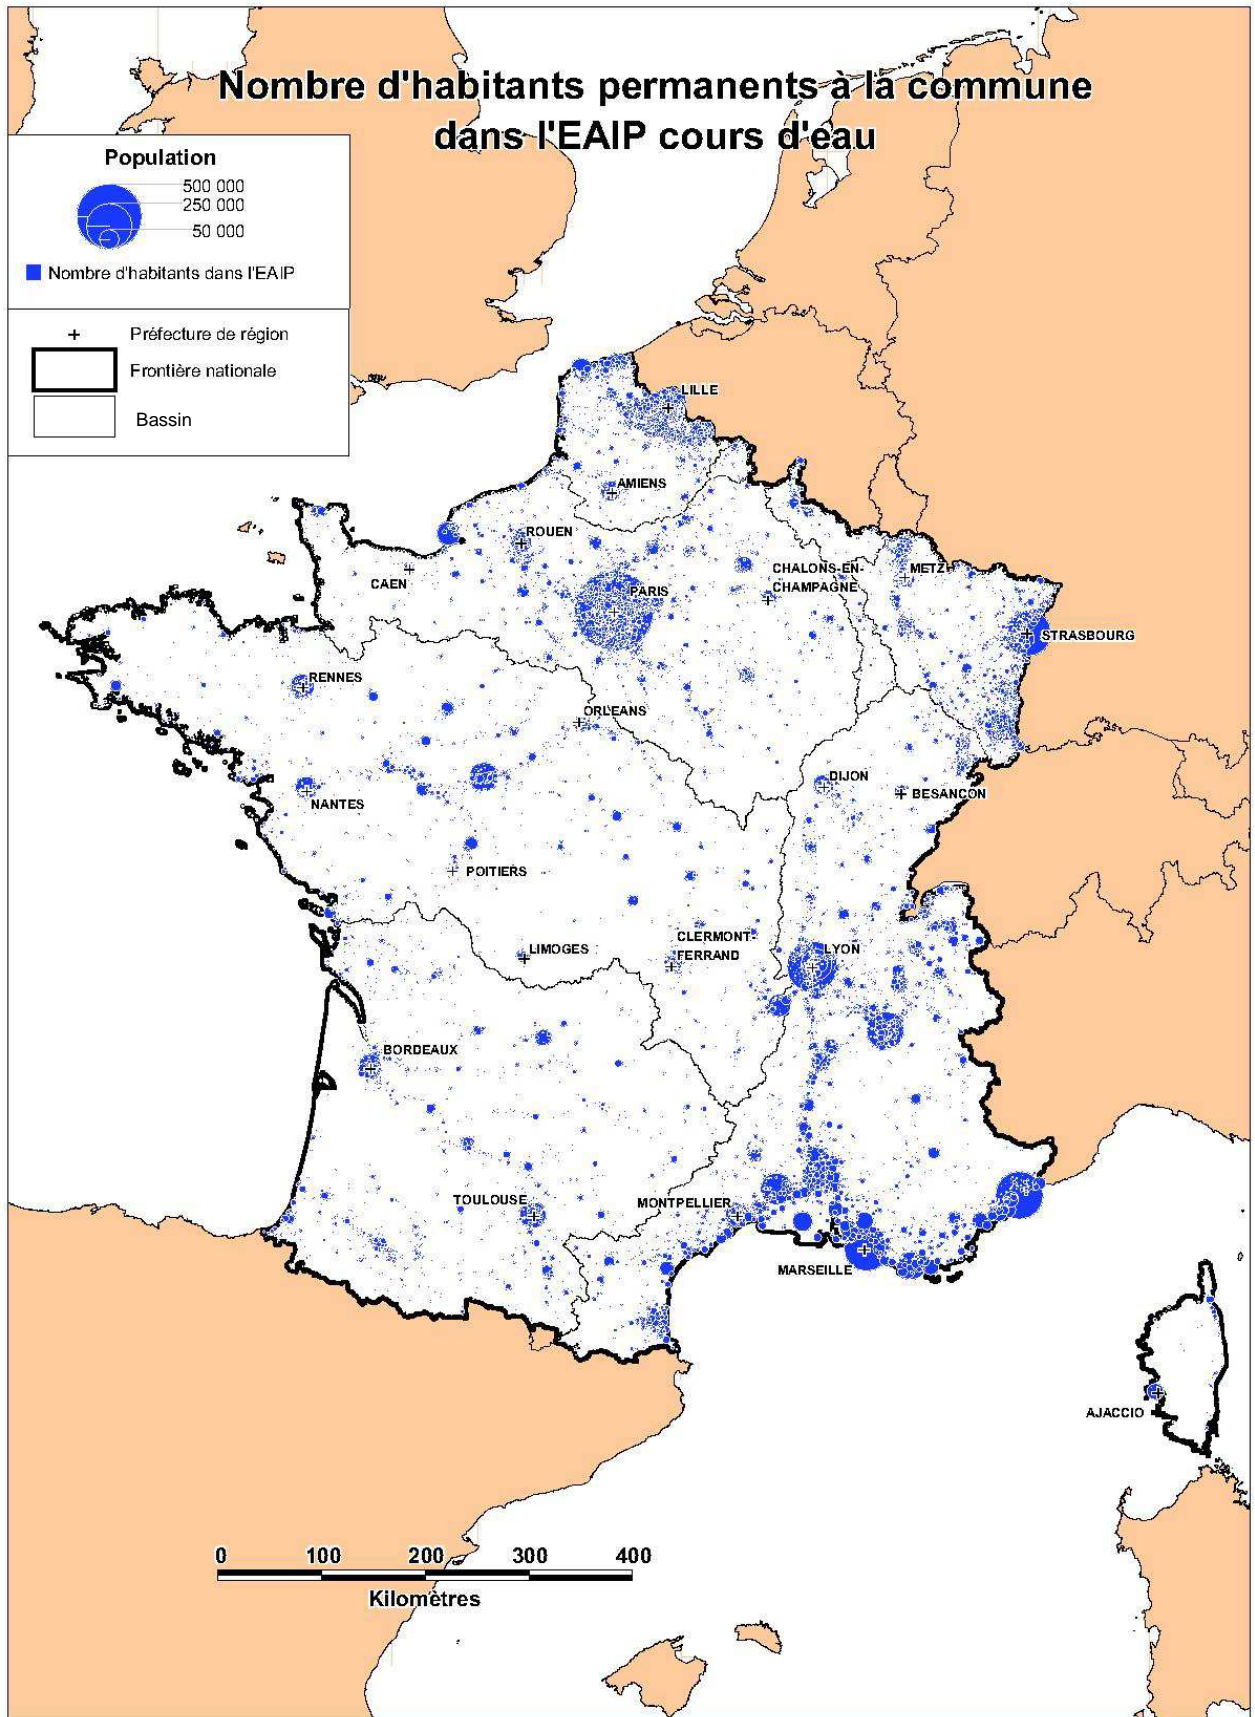 Nombre d'habitants permanents à la commune
dans l'EAIP cours d'eau
Population
500 000
250 000
50 000
Nombre d'habitants dans l'EAIP
Préfecture de région
Frontière nationale
Bassin
LILLE
AMIENS
ROUEN
CAEN
CHALONS-EN-
CHAMPAGNE
METZ
PARIS
STRASBOURG
RENNES
ORLEANS
DIJON
BESANCON
NANTES
POITIERS
LIMOGES
CLERMONT-
FERRAND
LYON
BORDEAUX
TOULOUSE
MONTPELLIER
MARSEILLE
AJACCIO
0 100 200 300 400
Kilomètres